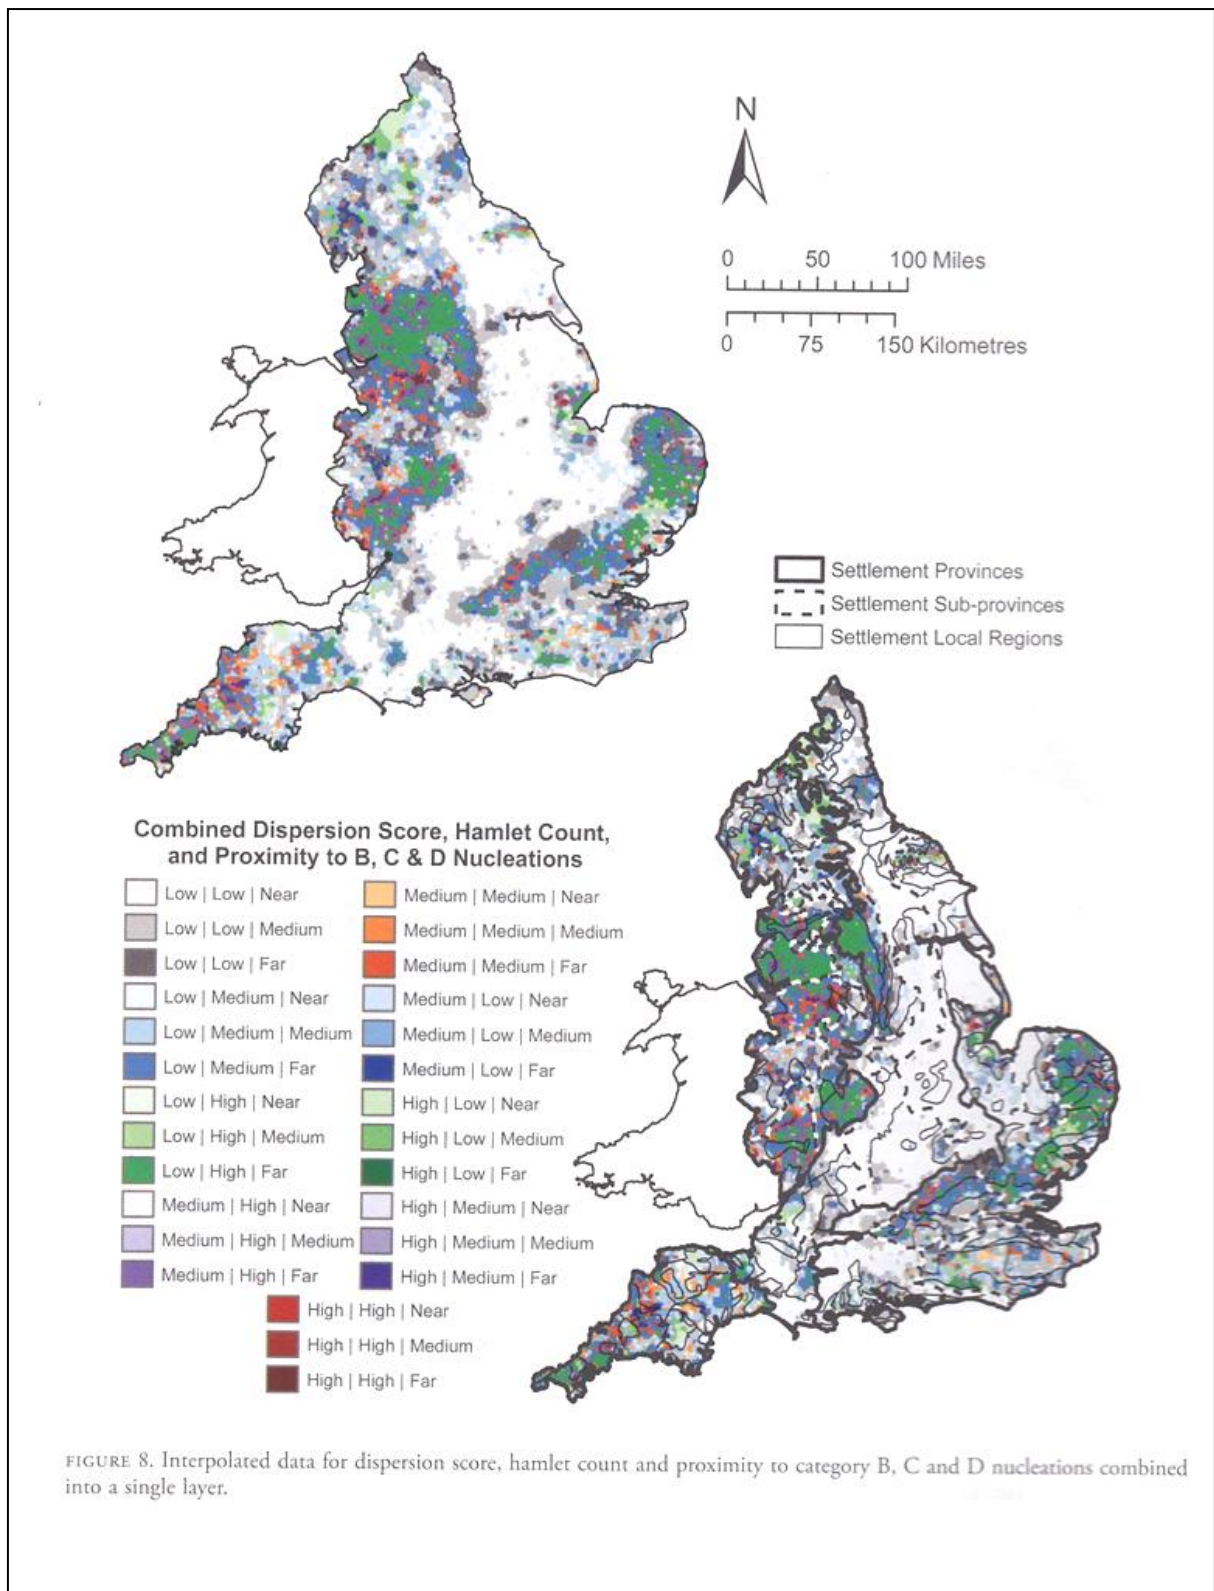 N
0 50 100 Miles
0 75 150 Kilometres
Settlement Provinces
Settlement Sub-provinces
Settlement Local Regions
Combined Dispersion Score, Hamlet Count,
and Proximity to B, C & D Nucleations
Low | Low | Near
Low | Low | Medium
Low | Low | Far
Low | Medium | Near
Low | Medium | Medium
Low | Medium | Far
Low | High | Near
Low | High | Medium
Low | High | Far
Medium | High | Near
Medium | High | Medium
Medium | High | Far
Medium | Medium | Near
Medium | Medium | Medium
Medium | Medium | Far
Medium | Low | Near
Medium | Low | Medium
Medium | Low | Far
High | Low | Near
High | Low | Medium
High | Low | Far
High | Medium | Near
High | Medium | Medium
High | Medium | Far
High | High | Near
High | High | Medium
High | High | Far
FIGURE 8. Interpolated data for dispersion score, hamlet count and proximity to category B, C and D nucleations combined
into a single layer.